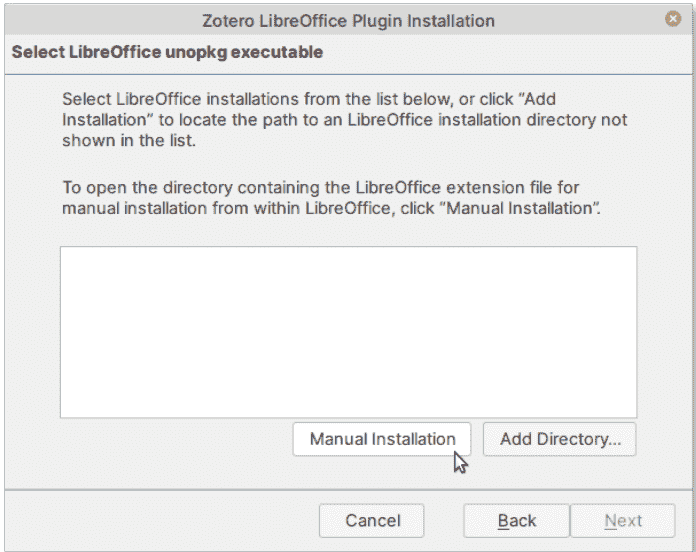 Zotero LibreOffice Plugin Installation
Select LibreOffice unopkg executable
Select LibreOffice installations from the list below, or click “Add
Installation” to locate the path to an LibreOffice installation directory not
shown in the list.
To open the directory containing the LibreOffice extension file for
manual installation from within LibreOffice, click “Manual Installation”.
Manual Installation Add Directory...
Cancel Back Next